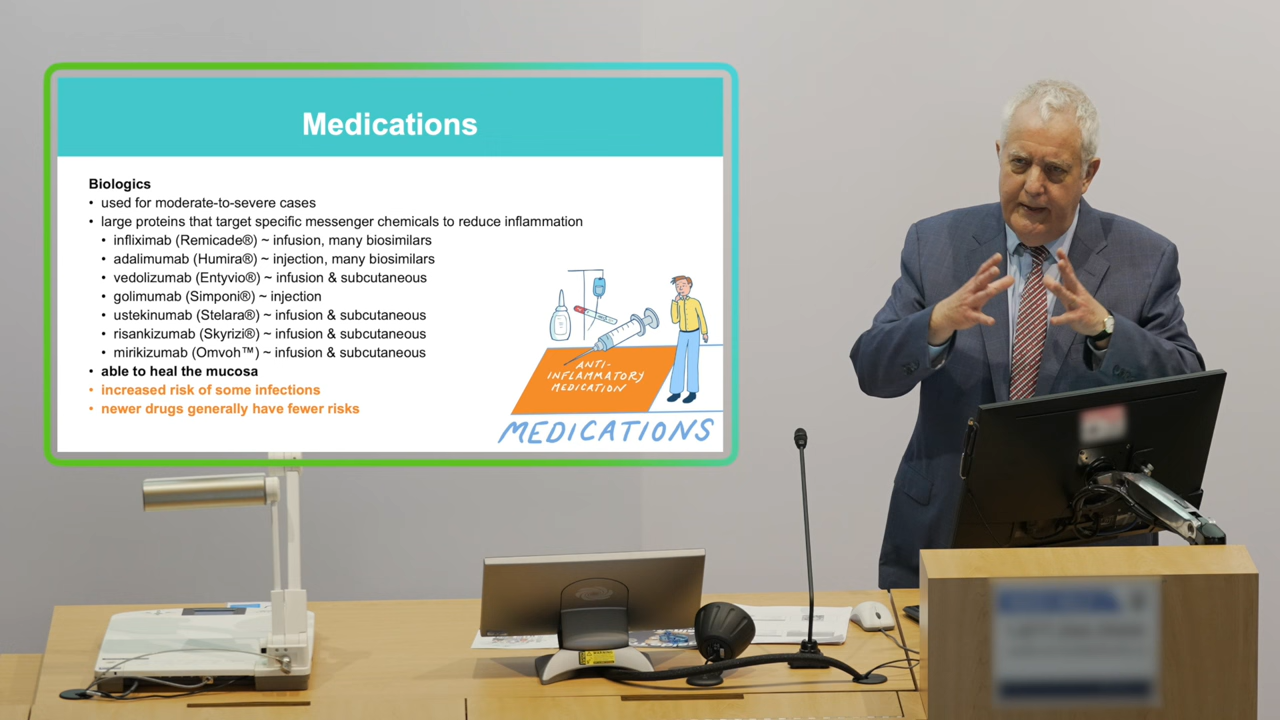 Medications
Biologics
• used for moderate-to-severe cases
• large proteins that target specific messenger chemicals to reduce inflammation
• infliximab (Remicade®) ~ infusion, many biosimilars
• adalimumab (Humira®) ~ injection, many biosimilars
• vedolizumab (Entyvio®) ~ infusion & subcutaneous
• golimumab (Simponi®) ~ injection
• ustekinumab (Stelara®) ~ infusion & subcutaneous
• risankizumab (Skyrizi®) ~ infusion & subcutaneous
• mirikizumab (Omvoh™) ~ infusion & subcutaneous
• able to heal the mucosa
• increased risk of some infections
• newer drugs generally have fewer risks
ANTI-
INFLAMMATORY
MEDICATION
MEDICATIONS